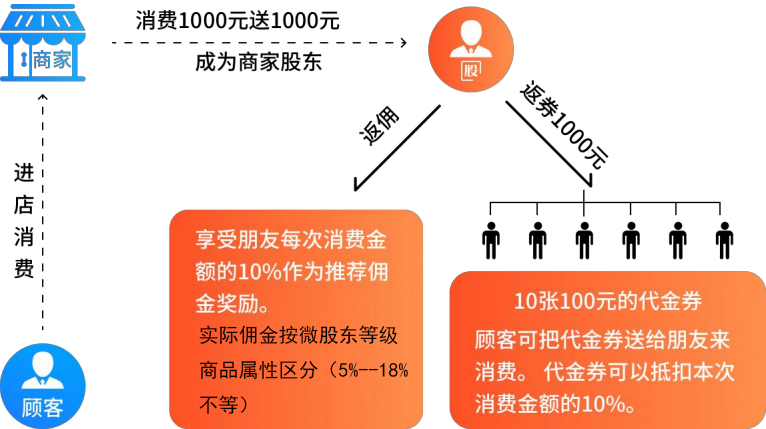 消费1000元送1000元
商家
成为商家股东
股
返佣
返券1000元
进店消费
享受朋友每次消费金
额的10%作为推荐佣
金奖励。
实际佣金按微股东等级
商品属性区分（5%--18%
不等）
10张100元的代金券
顾客可把代金券送给朋友来
消费。 代金券可以抵扣本次
消费金额的10%。
顾客